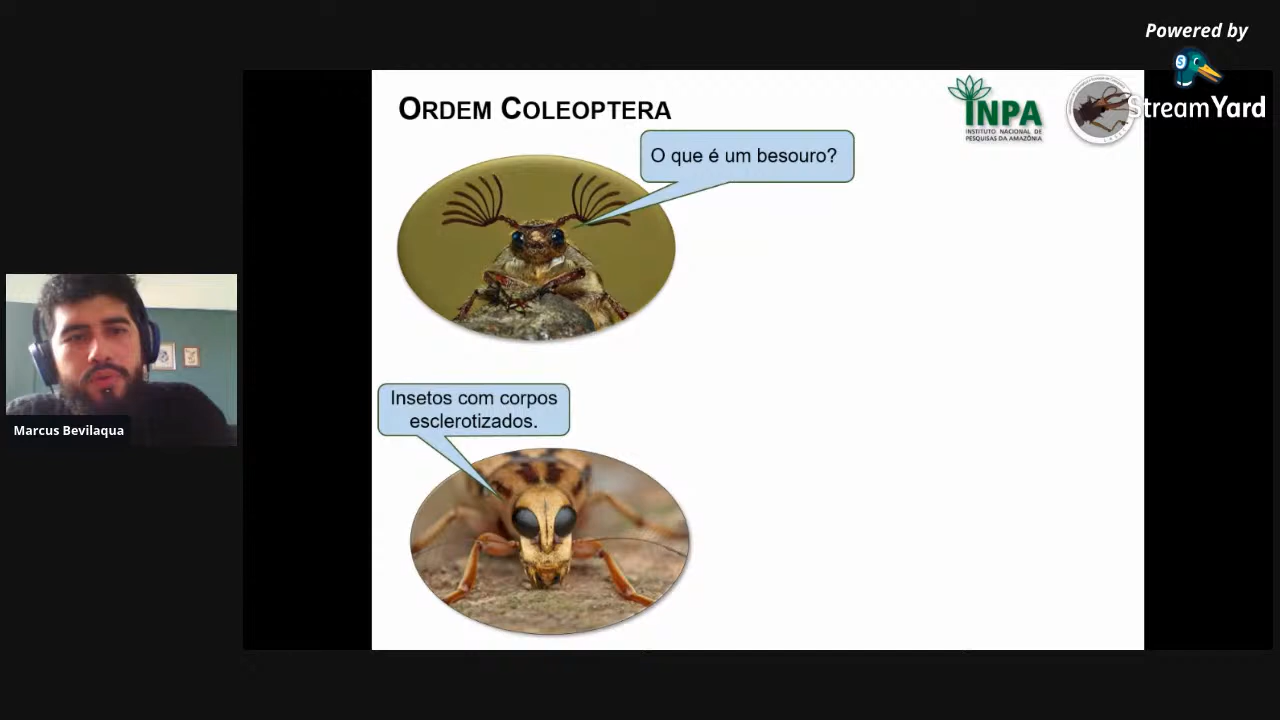 Powered by
StreamYard
ORDEM COLEOPTERA
INPA
INSTITUTO NACIONAL DE
PESQUISAS DA AMAZÔNIA
O que é um besouro?
Marcus Bevilaqua
Insetos com corpos
esclerotizados.